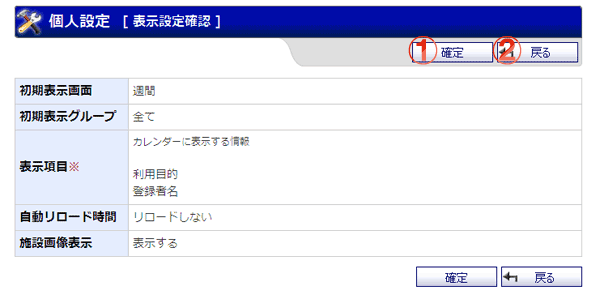 個人設定 [ 表示設定確認 ]
① 確定 ② 戻る
初期表示画面 週間
初期表示グループ 全て
カレンダーに表示する情報
表示項目※
利用目的
登録者名
自動リロード時間 リロードしない
施設画像表示 表示する
確定 戻る